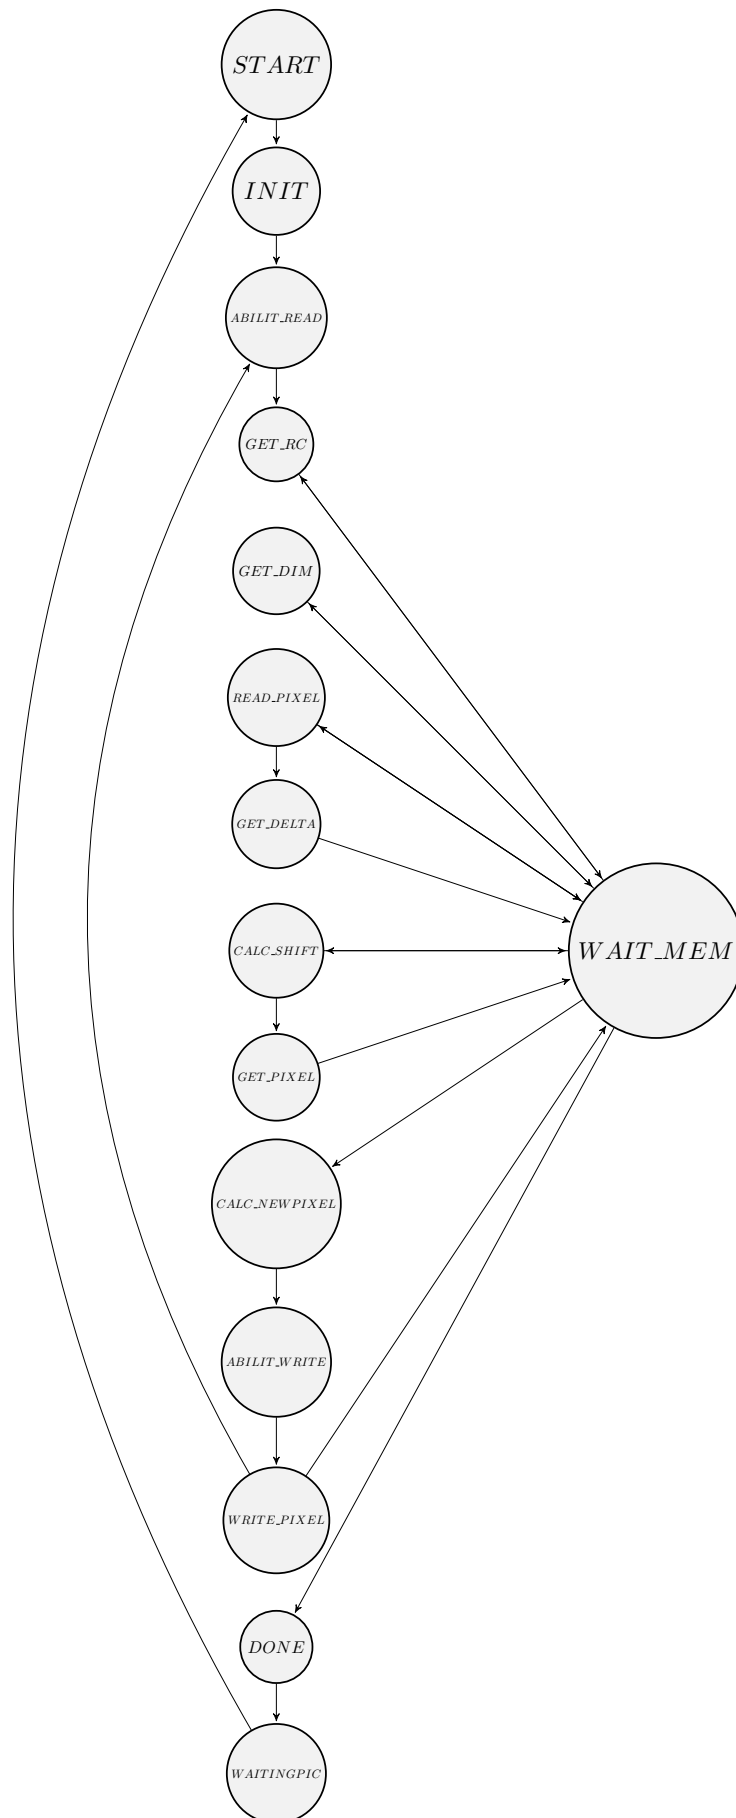 START
INIT
ABILIT_READ
GET_RC
GET_DIM
READ_PIXEL
GET_DELTA
CALC_SHIFT
WAIT_MEM
GET_PIXEL
CALC_NEWPIXEL
ABILIT_WRITE
WRITE_PIXEL
DONE
WAITINGPIC